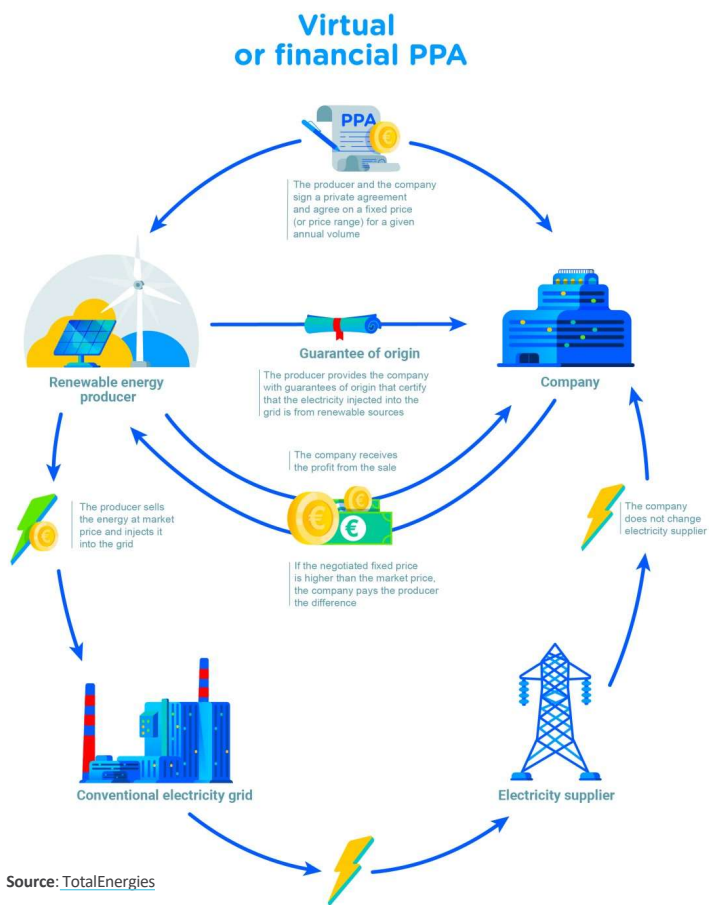 Virtual
or financial PPA
PPA
€
The producer and the company
sign a private agreement
and agree on a fixed price
(or price range) for a given
annual volume
Guarantee of origin
Renewable energy
producer
The producer provides the company
with guarantees of origin that certify
that the electricity injected into the
grid is from renewable sources
Company
The company receives
the profit from the sale
€
€
€
The producer sells
the energy at market
price and injects it
into the grid
€
The company
does not change
electricity supplier
If the negotiated fixed price
is higher than the market price,
the company pays the producer
the difference
Conventional electricity grid
Electricity supplier
Source: TotalEnergies